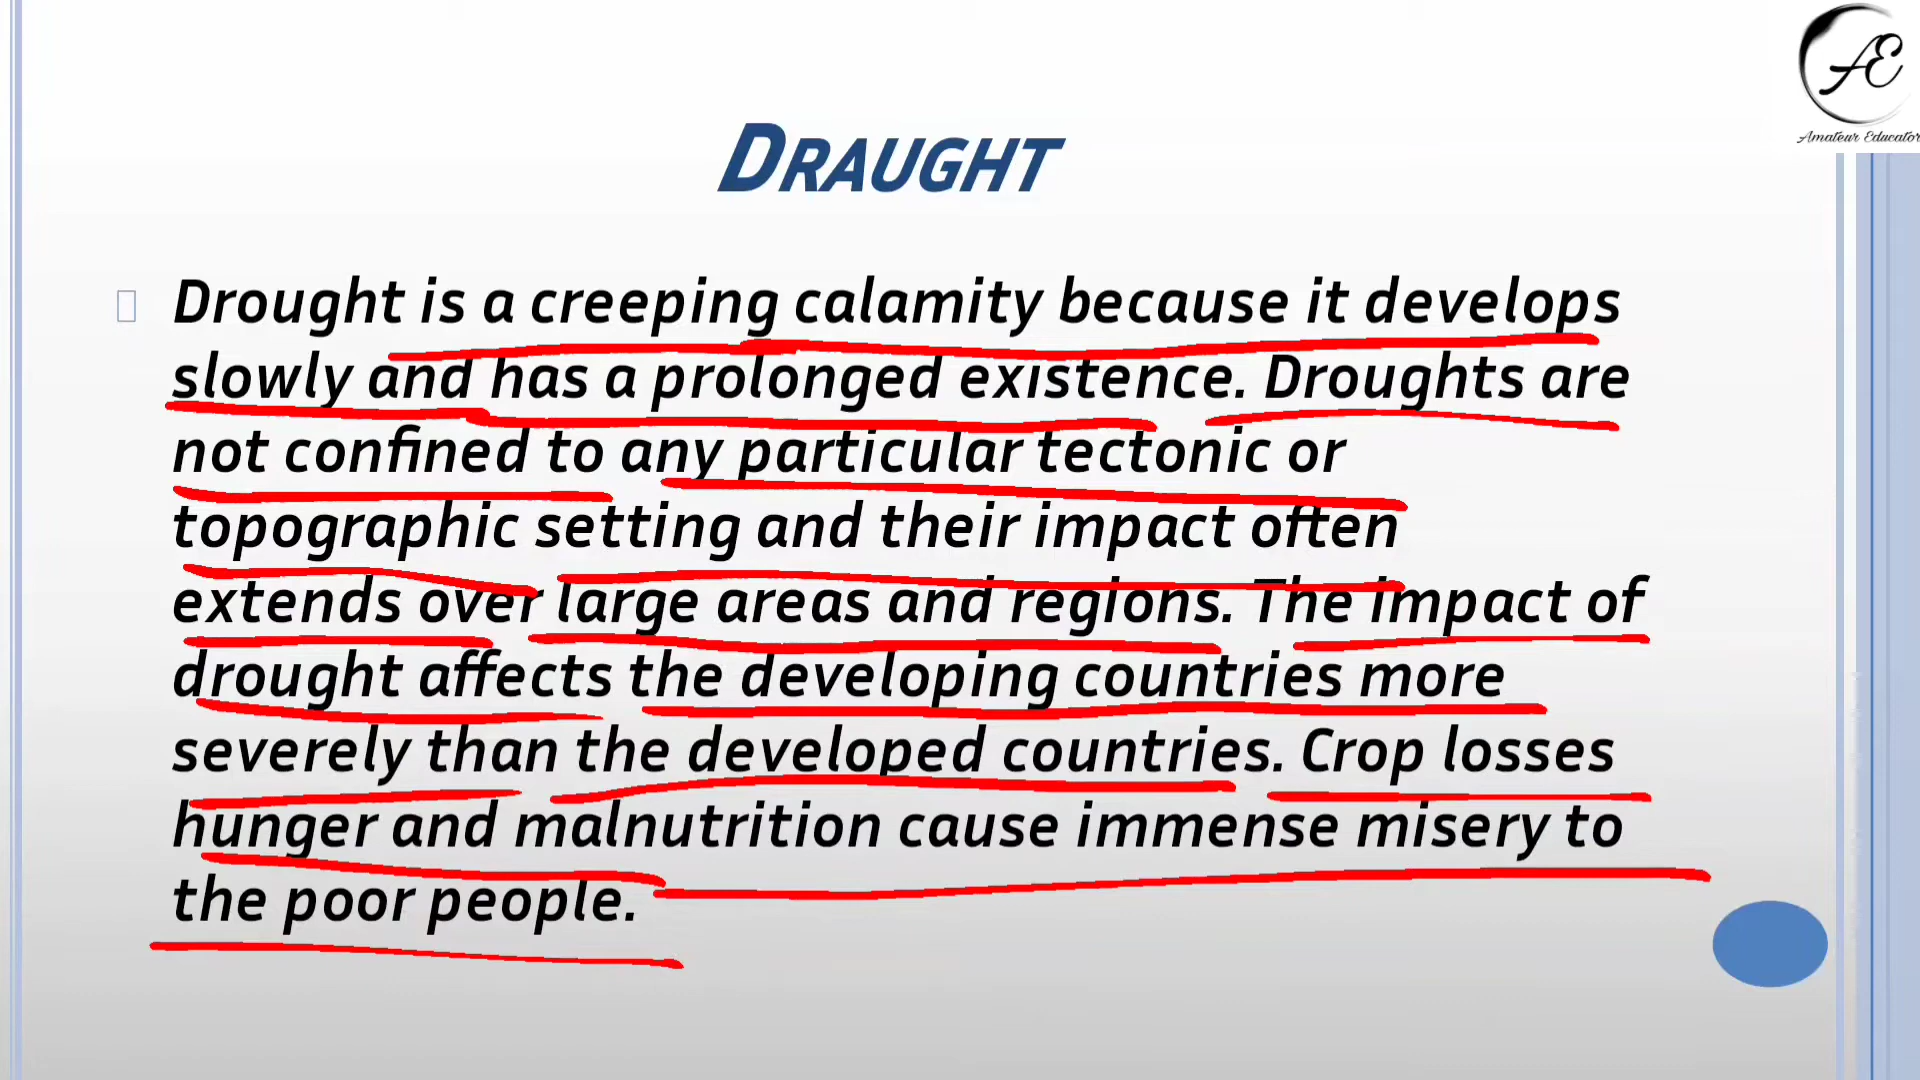 AE
Amateur Educator
DRAUGHT
Drought is a creeping calamity because it develops
slowly and has a prolonged existence. Droughts are
not confined to any particular tectonic or
topographic setting and their impact often
extends over large areas and regions. The impact of
drought affects the developing countries more
severely than the developed countries. Crop losses
hunger and malnutrition cause immense misery to
the poor people.